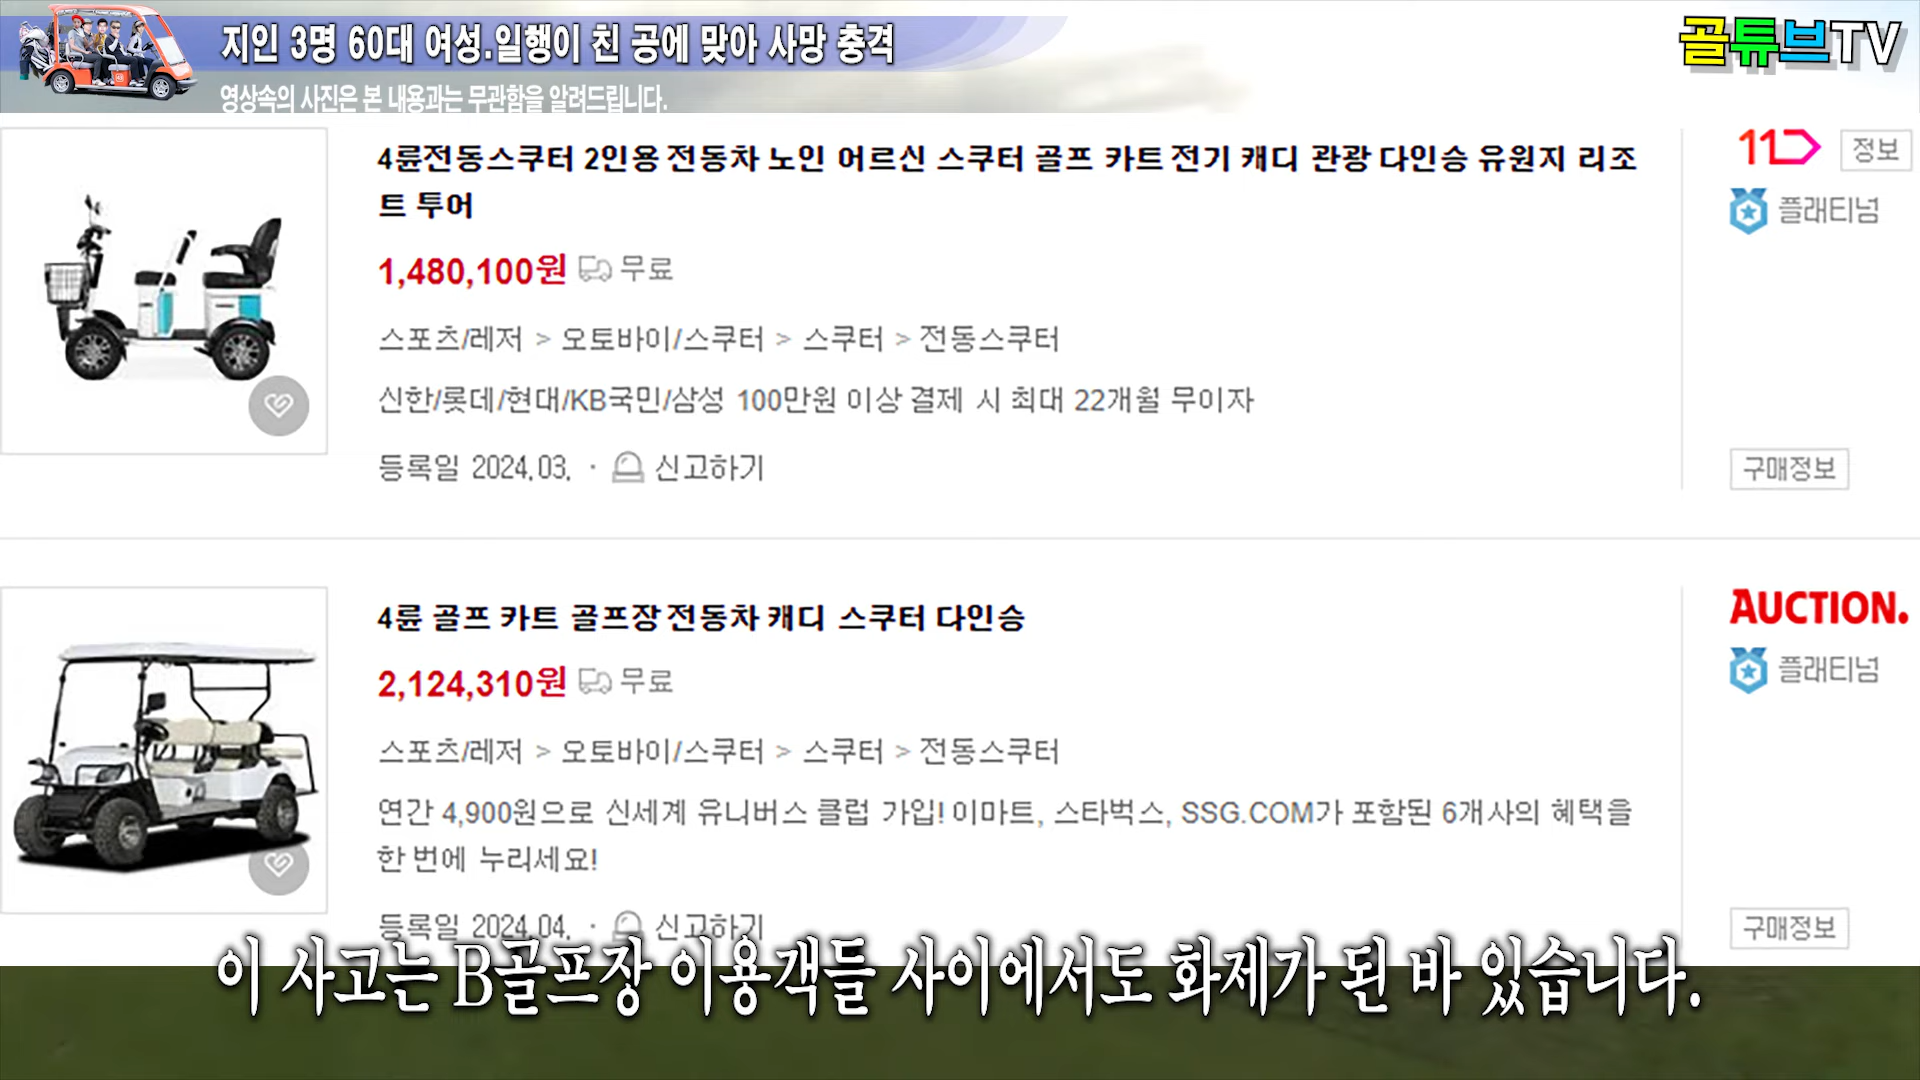 지인 3명 60대 여성.일행이 친 공에 맞아 사망 충격
골튜브TV
영상속의 사진은 본 내용과는 무관함을 알려드립니다.
4륜전동스쿠터 2인용 전동차 노인 어르신 스쿠터 골프 카트 전기 캐디 관광 다인승 유원지 리조
트 투어
1,480,100원 무료
스포츠/레저 > 오토바이/스쿠터 > 스쿠터 > 전동스쿠터
신한/롯데/현대/KB국민/삼성 100만원 이상 결제 시 최대 22개월 무이자
등록일 2024.03. · 신고하기
11
정보
플래티넘
구매정보
4륜 골프 카트 골프장 전동차 캐디 스쿠터 다인승
2,124,310원 무료
스포츠/레저 > 오토바이/스쿠터 > 스쿠터 > 전동스쿠터
연간 4,900원으로 신세계 유니버스 클럽 가입! 이마트, 스타벅스, SSG.COM가 포함된 6개사의 혜택을
한 번에 누리세요!
등록일 2024.04. · 신고하기
AUCTION.
플래티넘
구매정보
이 사고는 B골프장 이용객들 사이에서도 화제가 된 바 있습니다.